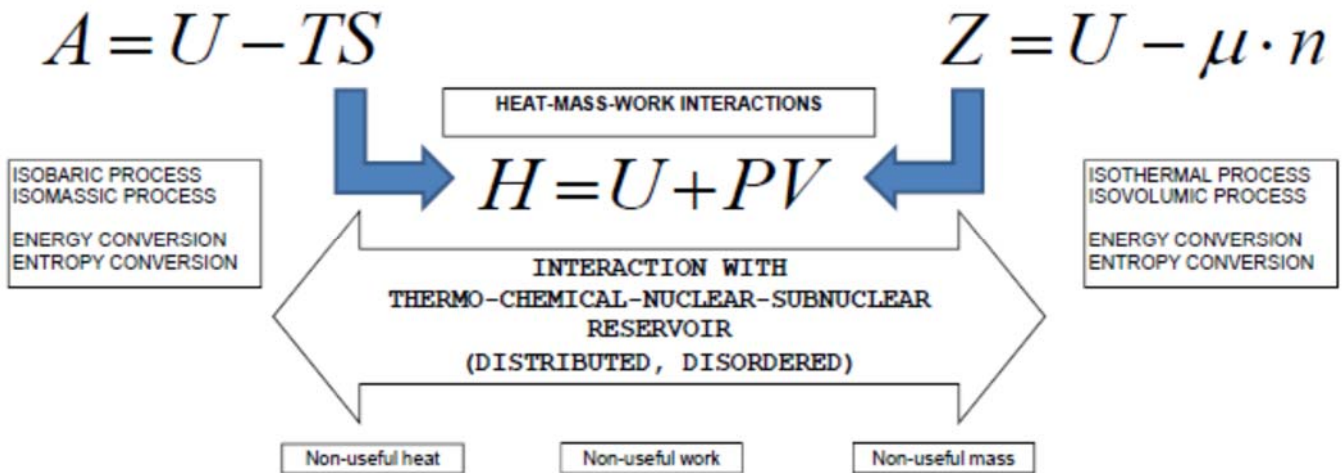 A = U − TS
Z = U − μ · n
HEAT-MASS-WORK INTERACTIONS
H = U + PV
ISOBARIC PROCESS
ISOMASSIC PROCESS
ENERGY CONVERSION
ENTROPY CONVERSION
ISOTHERMAL PROCESS
ISOVOLUMIC PROCESS
ENERGY CONVERSION
ENTROPY CONVERSION
INTERACTION WITH
THERMO-CHEMICAL-NUCLEAR-SUBNUCLEAR
RESERVOIR
(DISTRIBUTED, DISORDERED)
Non-useful heat
Non-useful work
Non-useful mass